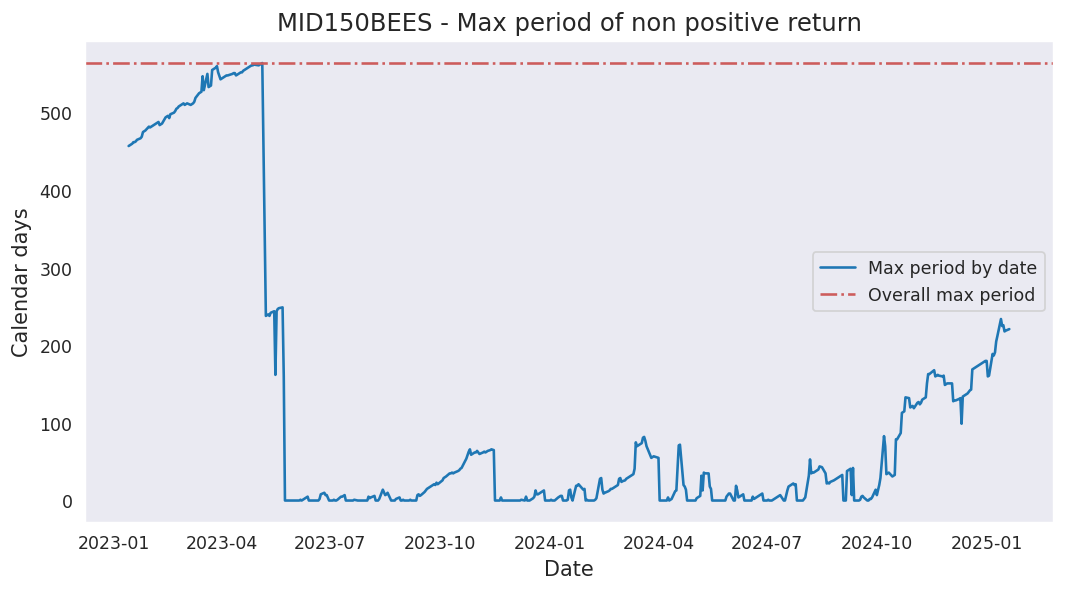 MID150BEES - Max period of non positive return
Calendar days
500
400
300
200
100
0
Max period by date
Overall max period
2023-01 2023-04 2023-07 2023-10 2024-01 2024-04 2024-07 2024-10 2025-01
Date